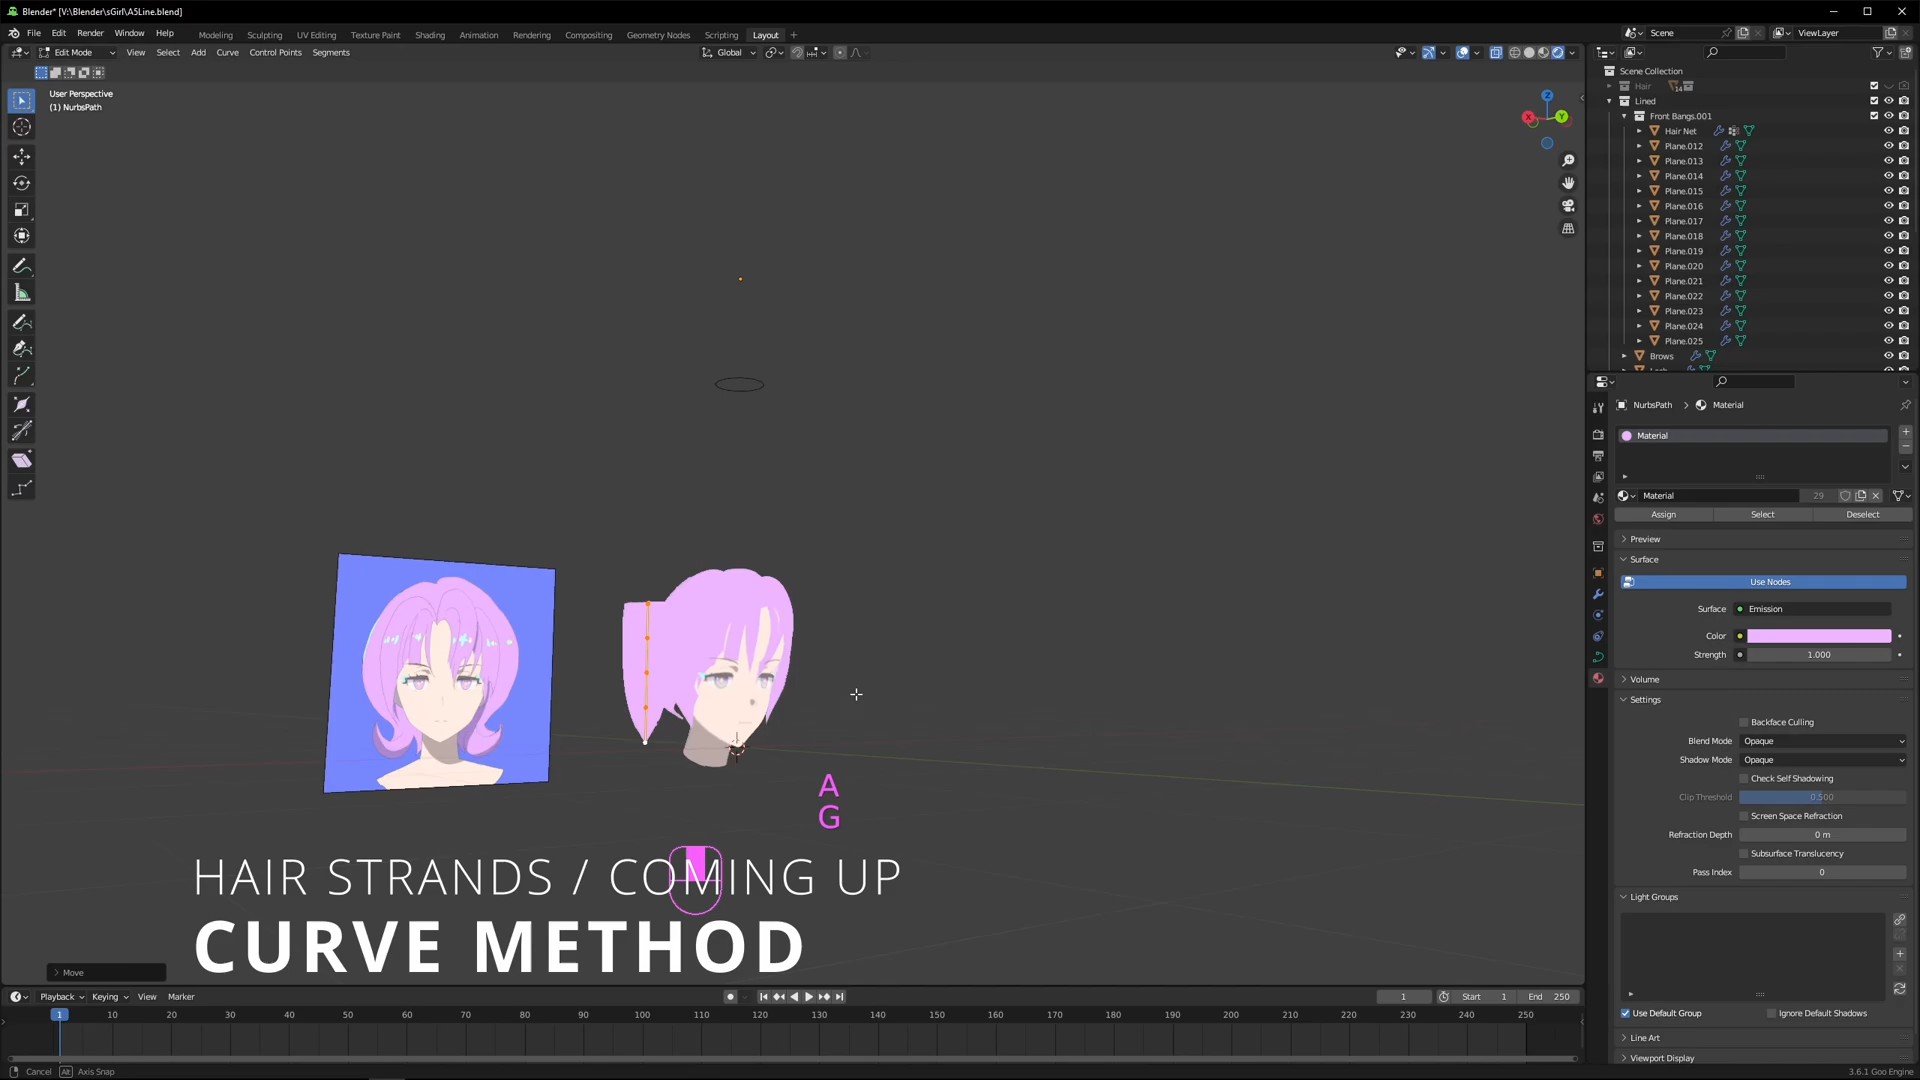 Blender* [V:\Blender\sGirl\A5Line.blend]
File Edit Render Window Help
Modeling Sculpting UV Editing Texture Paint Shading Animation Rendering Compositing Geometry Nodes Scripting Layout +
Scene ViewLayer
Edit Mode View Select Add Curve Control Points Segments
Global
User Perspective
(1) NurbsPath
Z
X
Y
Scene Collection
Hair 14
Lined
Front Bangs.001
Hair Net
Plane.012
Plane.013
Plane.014
Plane.015
Plane.016
Plane.017
Plane.018
Plane.019
Plane.020
Plane.021
Plane.022
Plane.023
Plane.024
Plane.025
Brows
NurbsPath > Material
Material
Material 29
Assign Select Deselect
Preview
Surface
Use Nodes
Surface Emission
Color
Strength 1.000
Volume
Settings
Backface Culling
Blend Mode Opaque
Shadow Mode Opaque
Check Self Shadowing
Clip Threshold 0.500
Screen Space Refraction
Refraction Depth 0 m
Subsurface Translucency
Pass Index 0
Light Groups
Use Default Group Ignore Default Shadows
Line Art
Viewport Display
A
G
HAIR STRANDS / COMING UP
CURVE METHOD
Move
Playback Keying View Marker
1 Start 1 End 250
1 10 20 30 40 50 60 70 80 90 100 110 120 130 140 150 160 170 180 190 200 210 220 230 240 250
Cancel Alt Axis Snap
3.6.1 Goo Engine